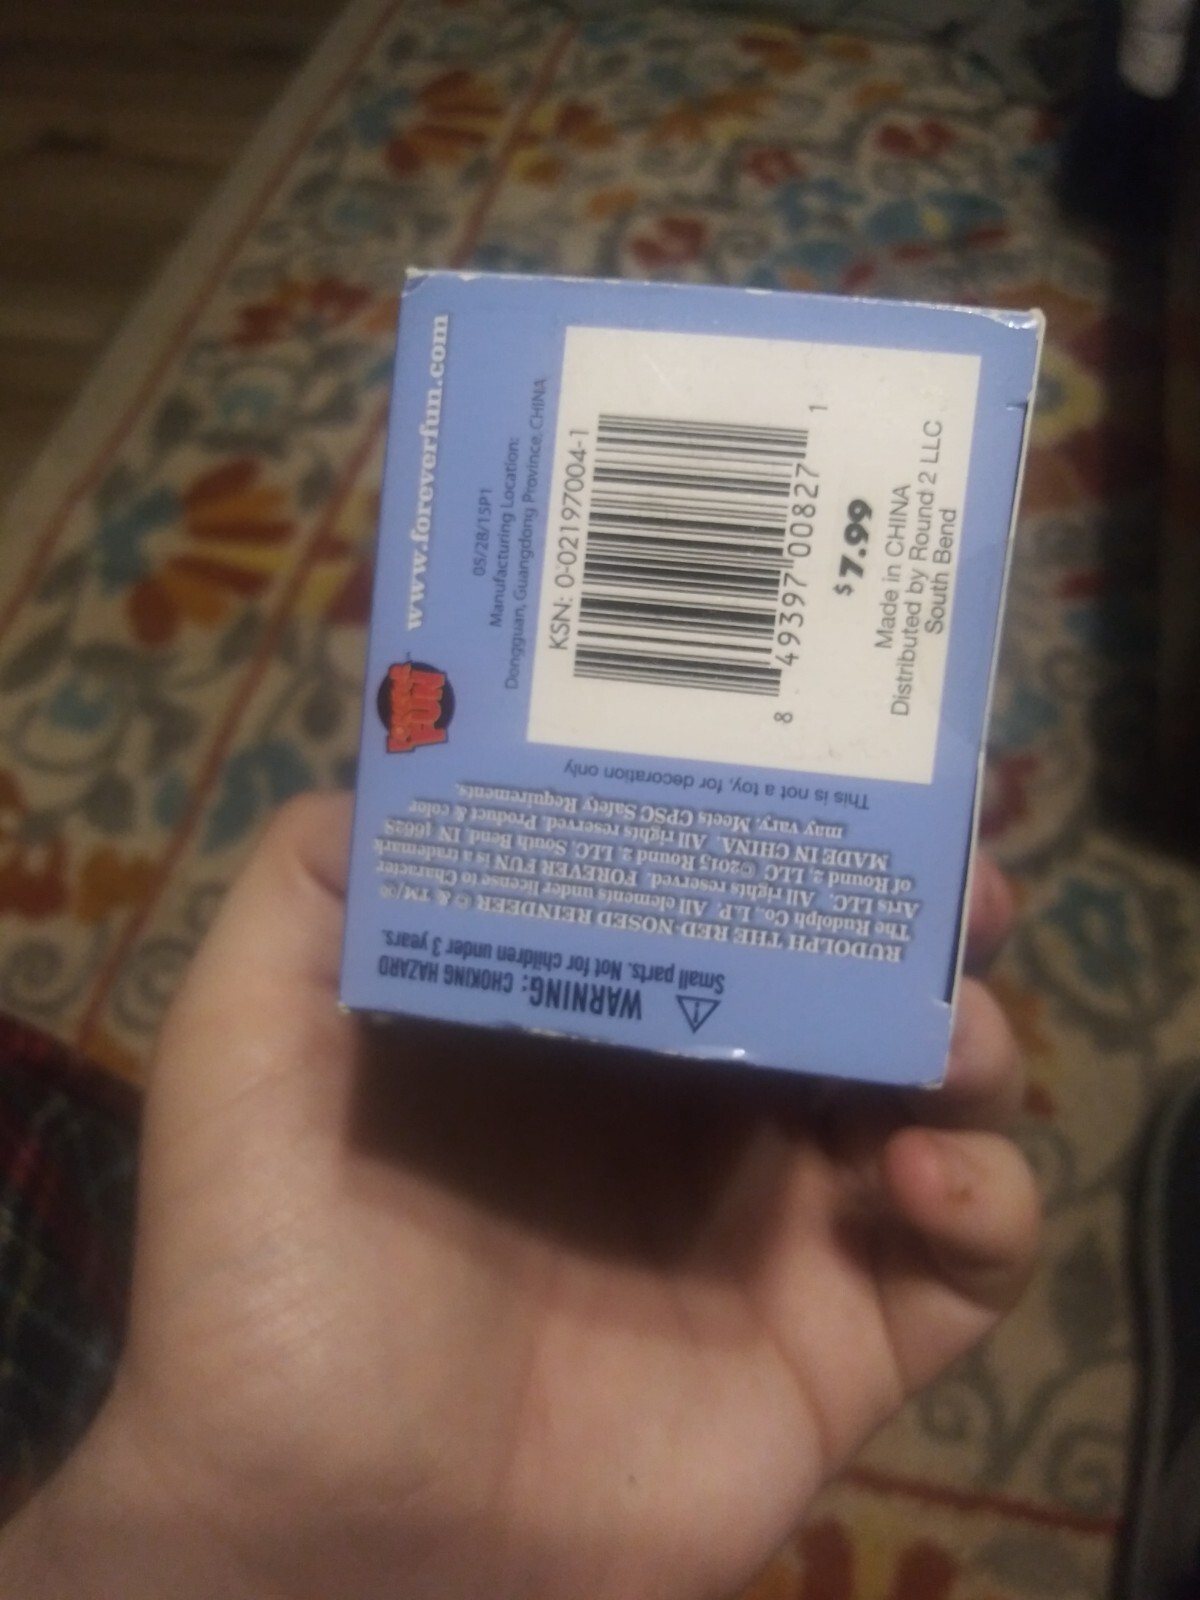 FOREVER FUN™ www.foreverfun.com
05/28/15P1
Manufacturing Location:
Dongguan, Guangdong Province, CHINA
KSN: 0-02197004-1
8 49397 00827 1
$7.99
Made in CHINA
Distributed by Round 2 LLC
South Bend
This is not a toy, for decoration only
WARNING: CHOKING HAZARD
Small parts. Not for children under 3 years.
RUDOLPH THE RED-NOSED REINDEER © & TM/®
The Rudolph Co., L.P. All elements under license to Character
Arts LLC. All rights reserved. FOREVER FUN is a trademark
of Round 2, LLC ©2015 Round 2 LLC, South Bend, IN 46628
MADE IN CHINA. All rights reserved. Product & color
may vary. Meets CPSC Safety Requirements.